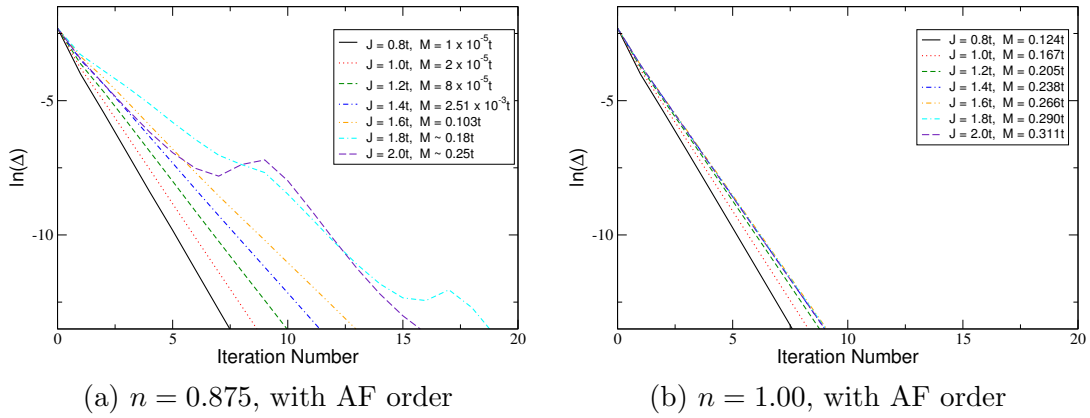 ln(Δ)
-5
-10
0
5
10
15
20
Iteration Number
J = 0.8t, M = 1 x 10⁻⁵t
J = 1.0t, M = 2 x 10⁻⁵t
J = 1.2t, M = 8 x 10⁻⁵t
J = 1.4t, M = 2.51 x 10⁻³t
J = 1.6t, M = 0.103t
J = 1.8t, M ~ 0.18t
J = 2.0t, M ~ 0.25t
(a) n = 0.875, with AF order
ln(Δ)
-5
-10
0
5
10
15
20
Iteration Number
J = 0.8t, M = 0.124t
J = 1.0t, M = 0.167t
J = 1.2t, M = 0.205t
J = 1.4t, M = 0.238t
J = 1.6t, M = 0.266t
J = 1.8t, M = 0.290t
J = 2.0t, M = 0.311t
(b) n = 1.00, with AF order